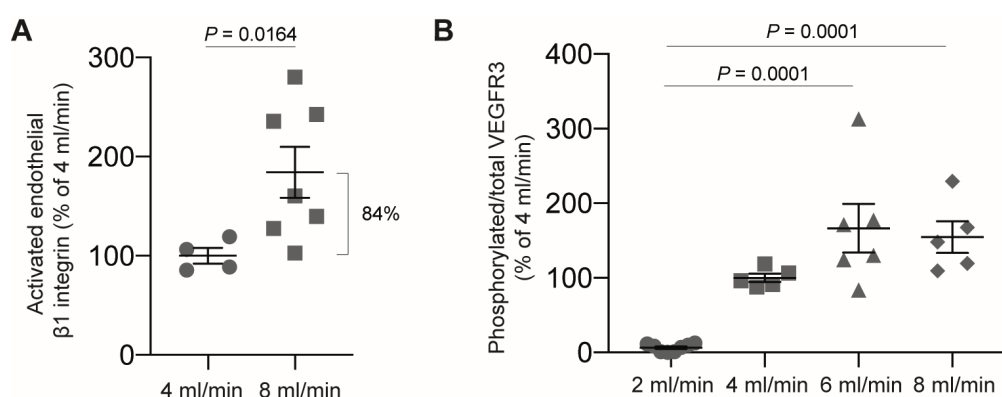 A
P = 0.0164
Activated endothelial
β1 integrin (% of 4 ml/min)
300
200
100
0
84%
4 ml/min
8 ml/min
B
P = 0.0001
P = 0.0001
Phosphorylated/total VEGFR3
(% of 4 ml/min)
400
300
200
100
0
2 ml/min
4 ml/min
6 ml/min
8 ml/min